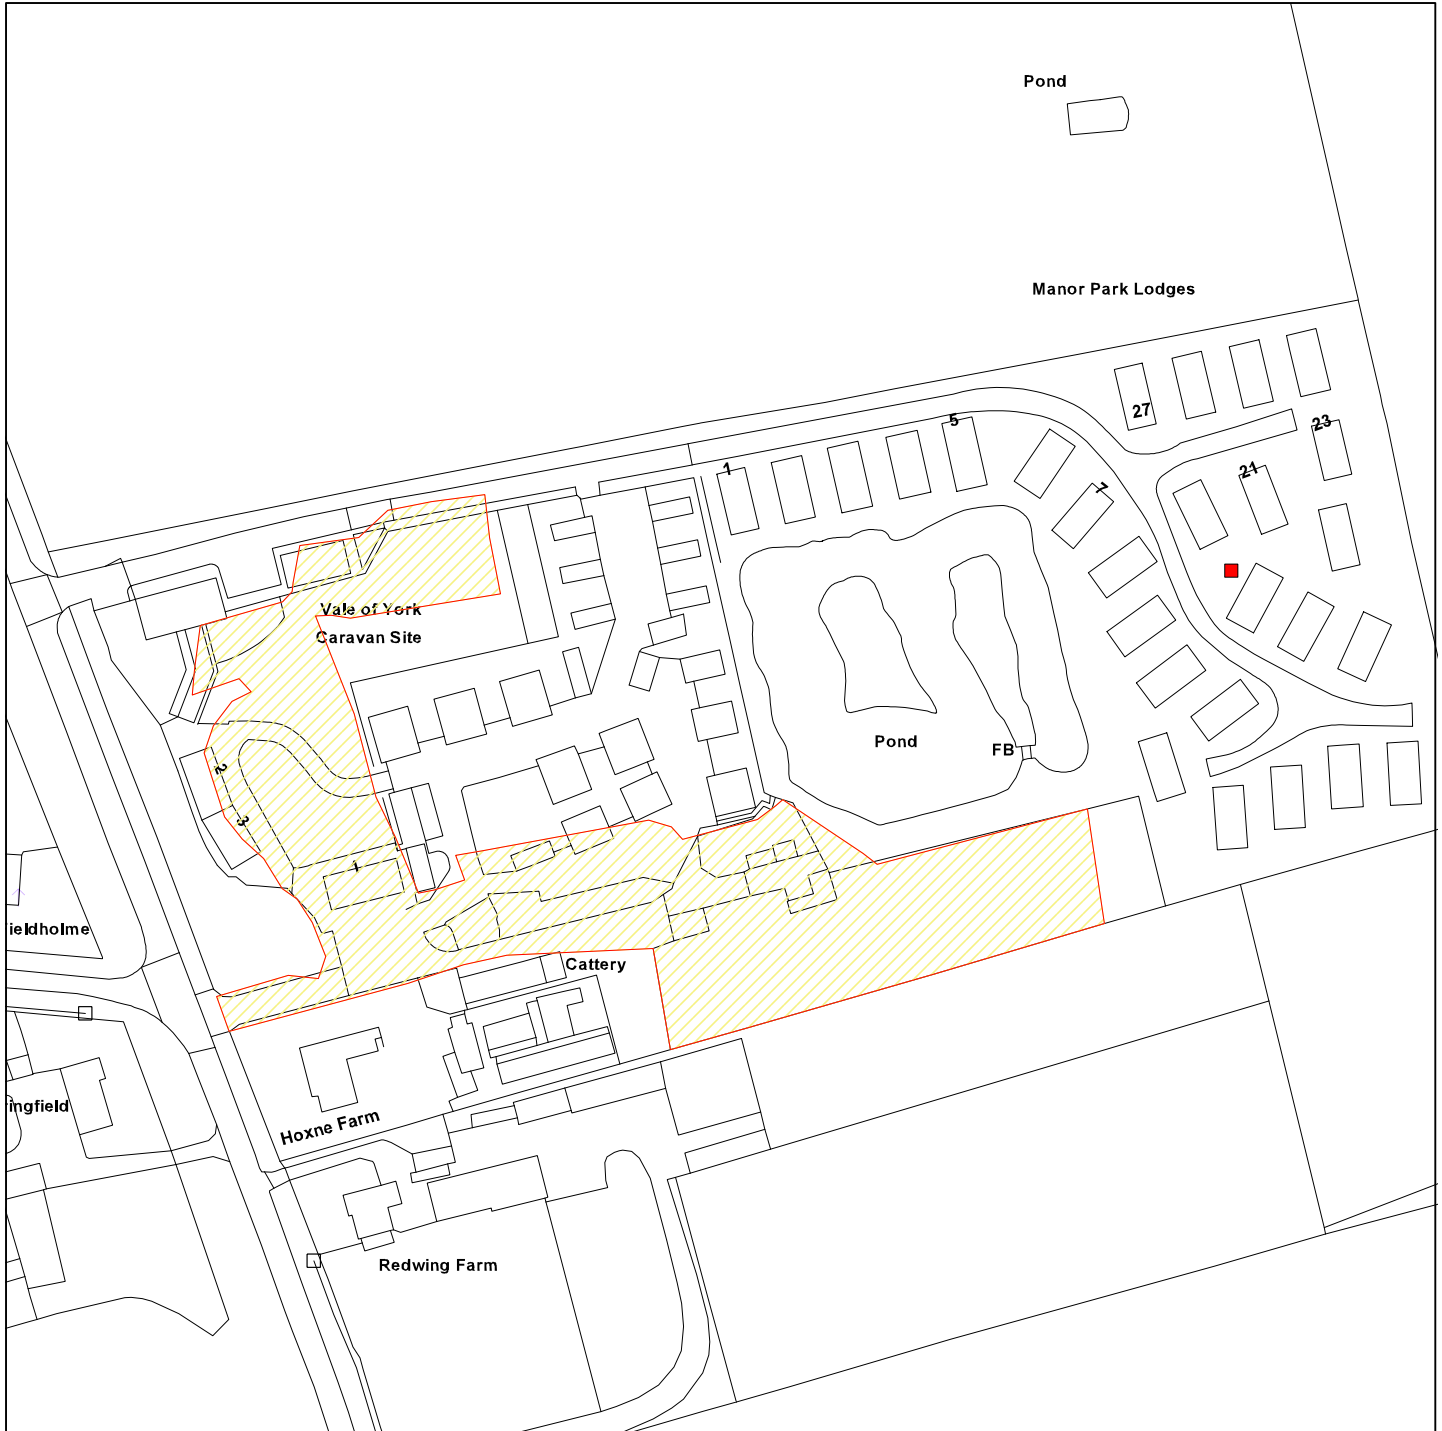 Pond
Manor Park Lodges
27
5
23
1
21
7
Vale of York
Caravan Site
Pond
FB
2
3
1
ieldholme
Cattery
ingfield
Hoxne Farm
Redwing Farm